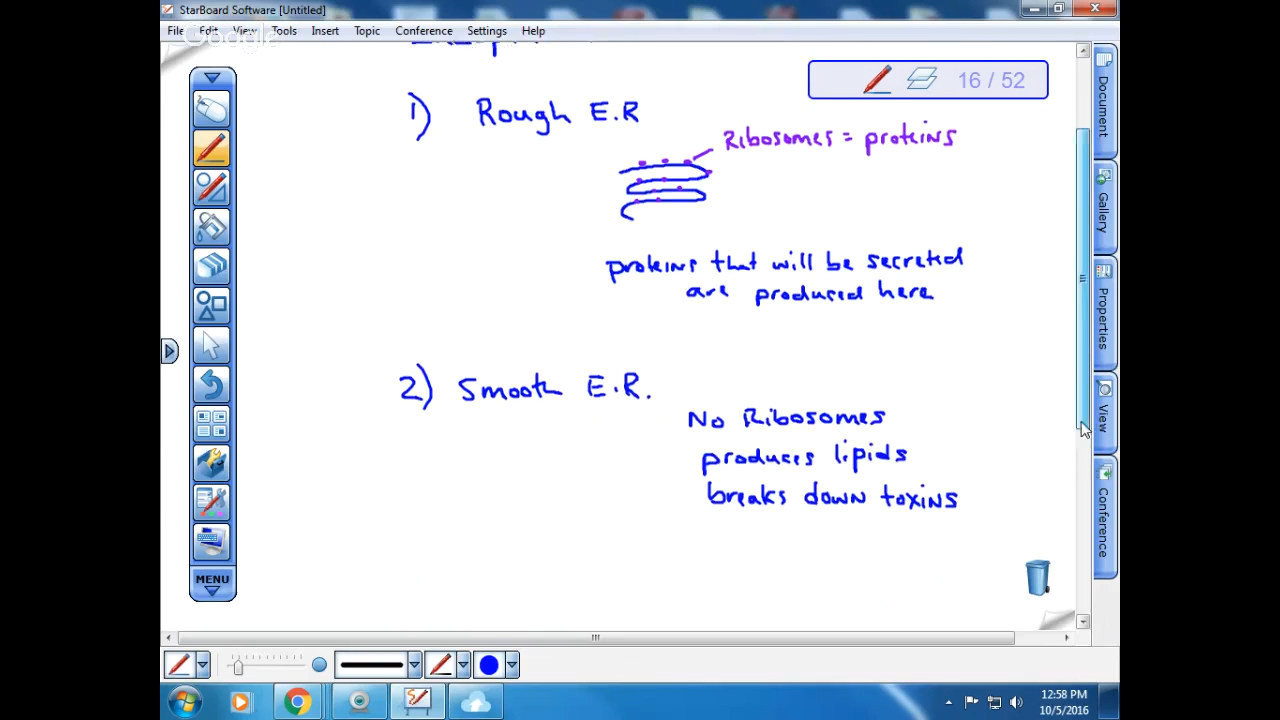 StarBoard Software [Untitled]
File Edit View Tools Insert Topic Conference Settings Help
Google
16 / 52
1) Rough E.R
Ribosomes = proteins
proteins that will be secreted
are produced here
2) Smooth E.R.
No Ribosomes
produces lipids
breaks down toxins
MENU
Document
Gallery
Properties
View
Conference
12:58 PM
10/5/2016